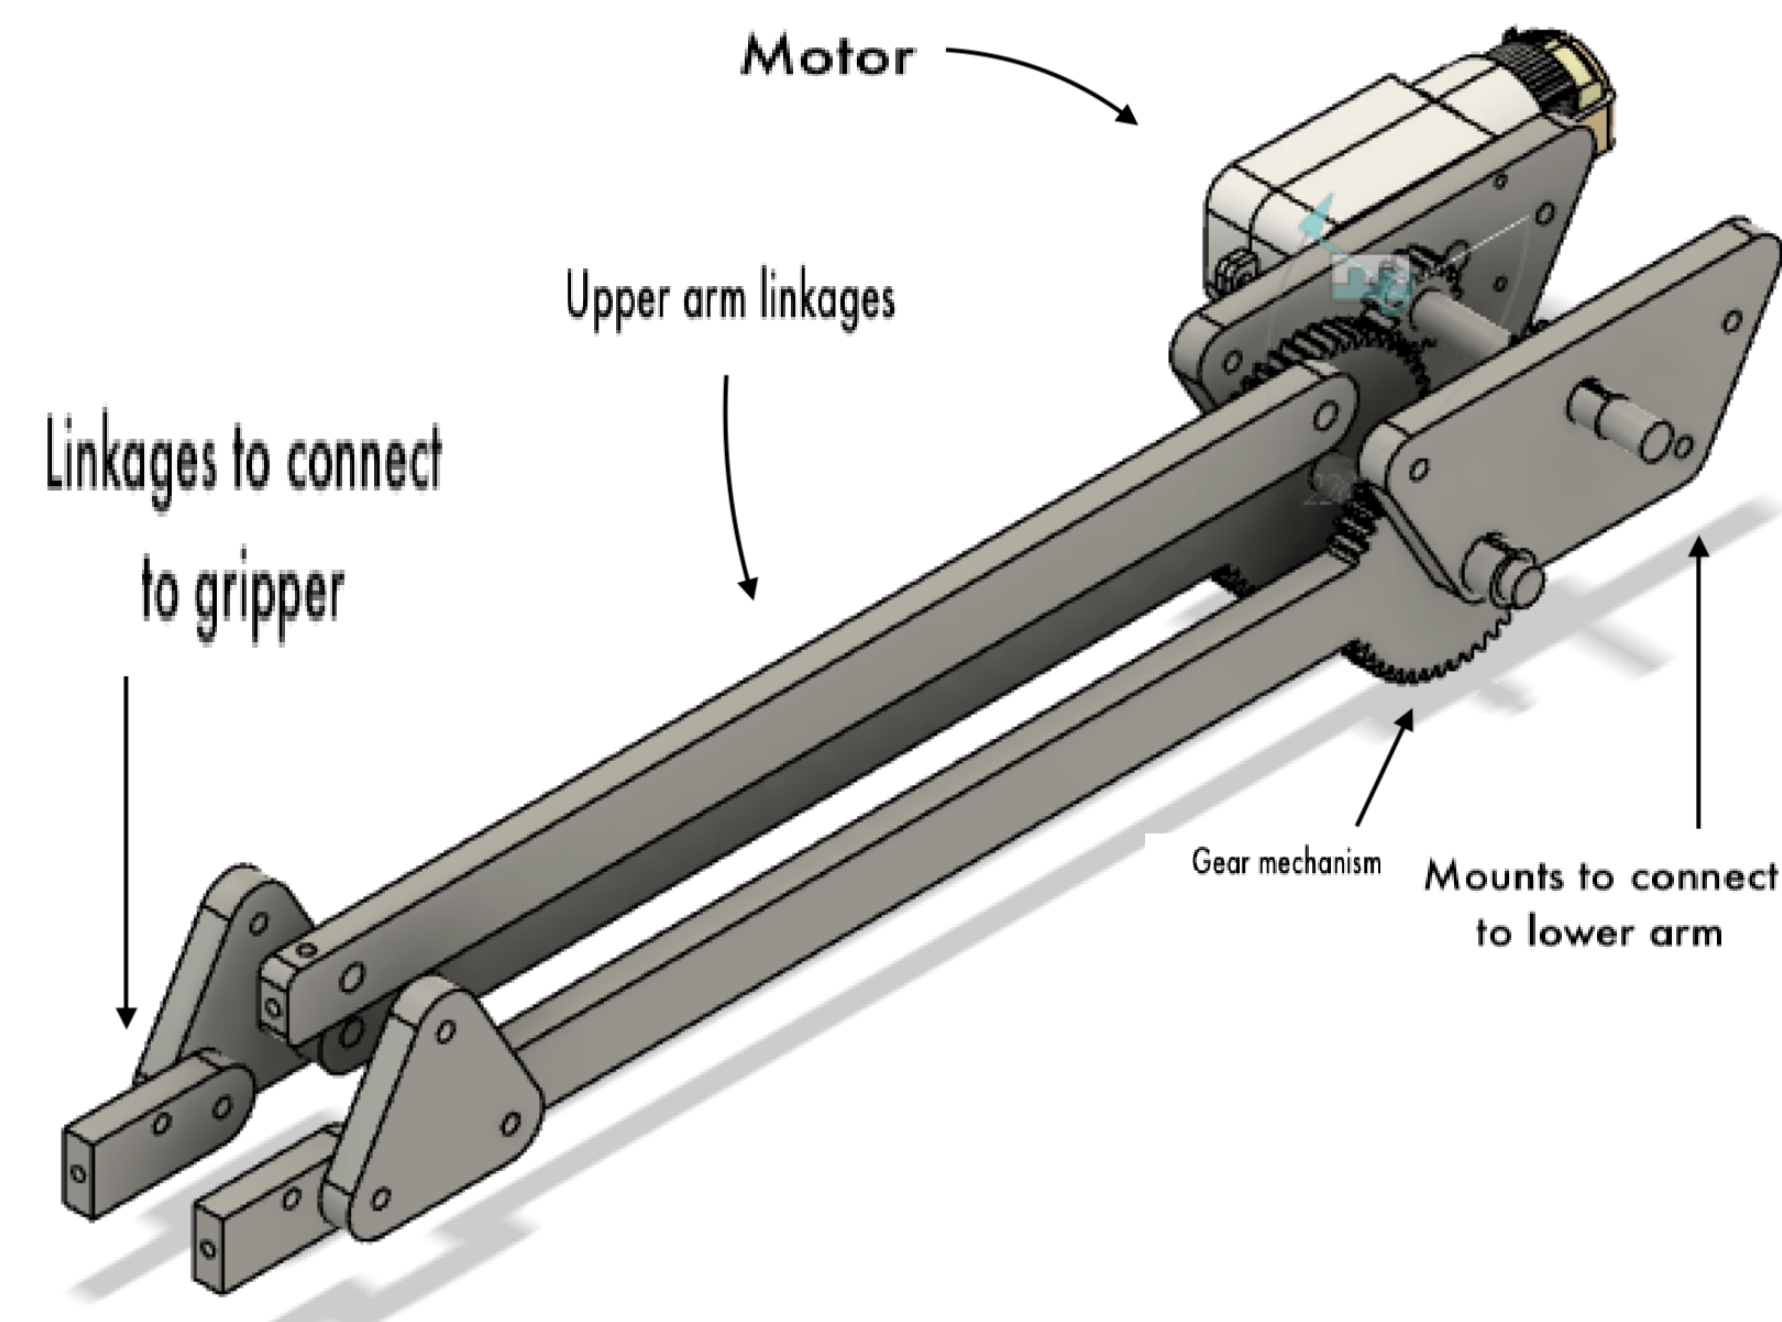 Motor
Upper arm linkages
Linkages to connect
to gripper
Gear mechanism
Mounts to connect
to lower arm